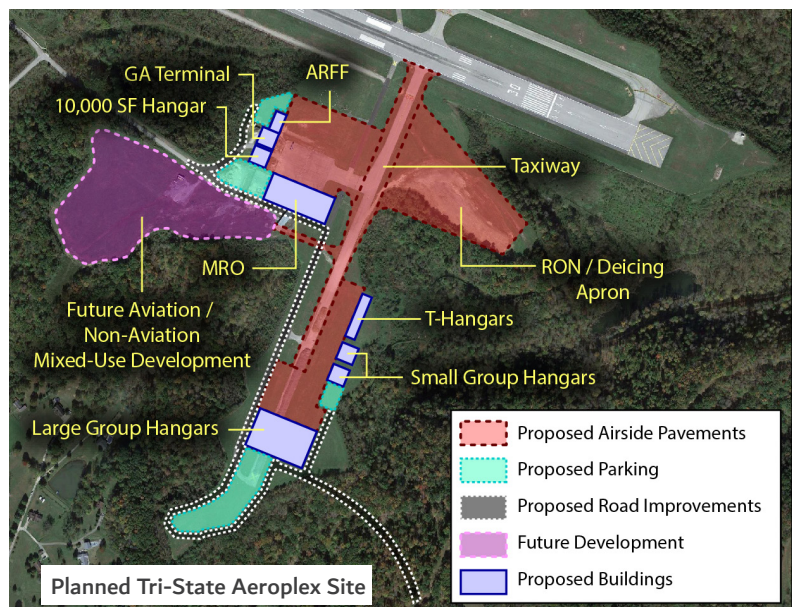 GA Terminal
ARFF
10,000 SF Hangar
30
Taxiway
MRO
RON / Deicing
Apron
Future Aviation /
Non-Aviation
Mixed-Use Development
T-Hangars
Small Group Hangars
Large Group Hangars
Proposed Airside Pavements
Proposed Parking
Proposed Road Improvements
Future Development
Proposed Buildings
Planned Tri-State Aeroplex Site